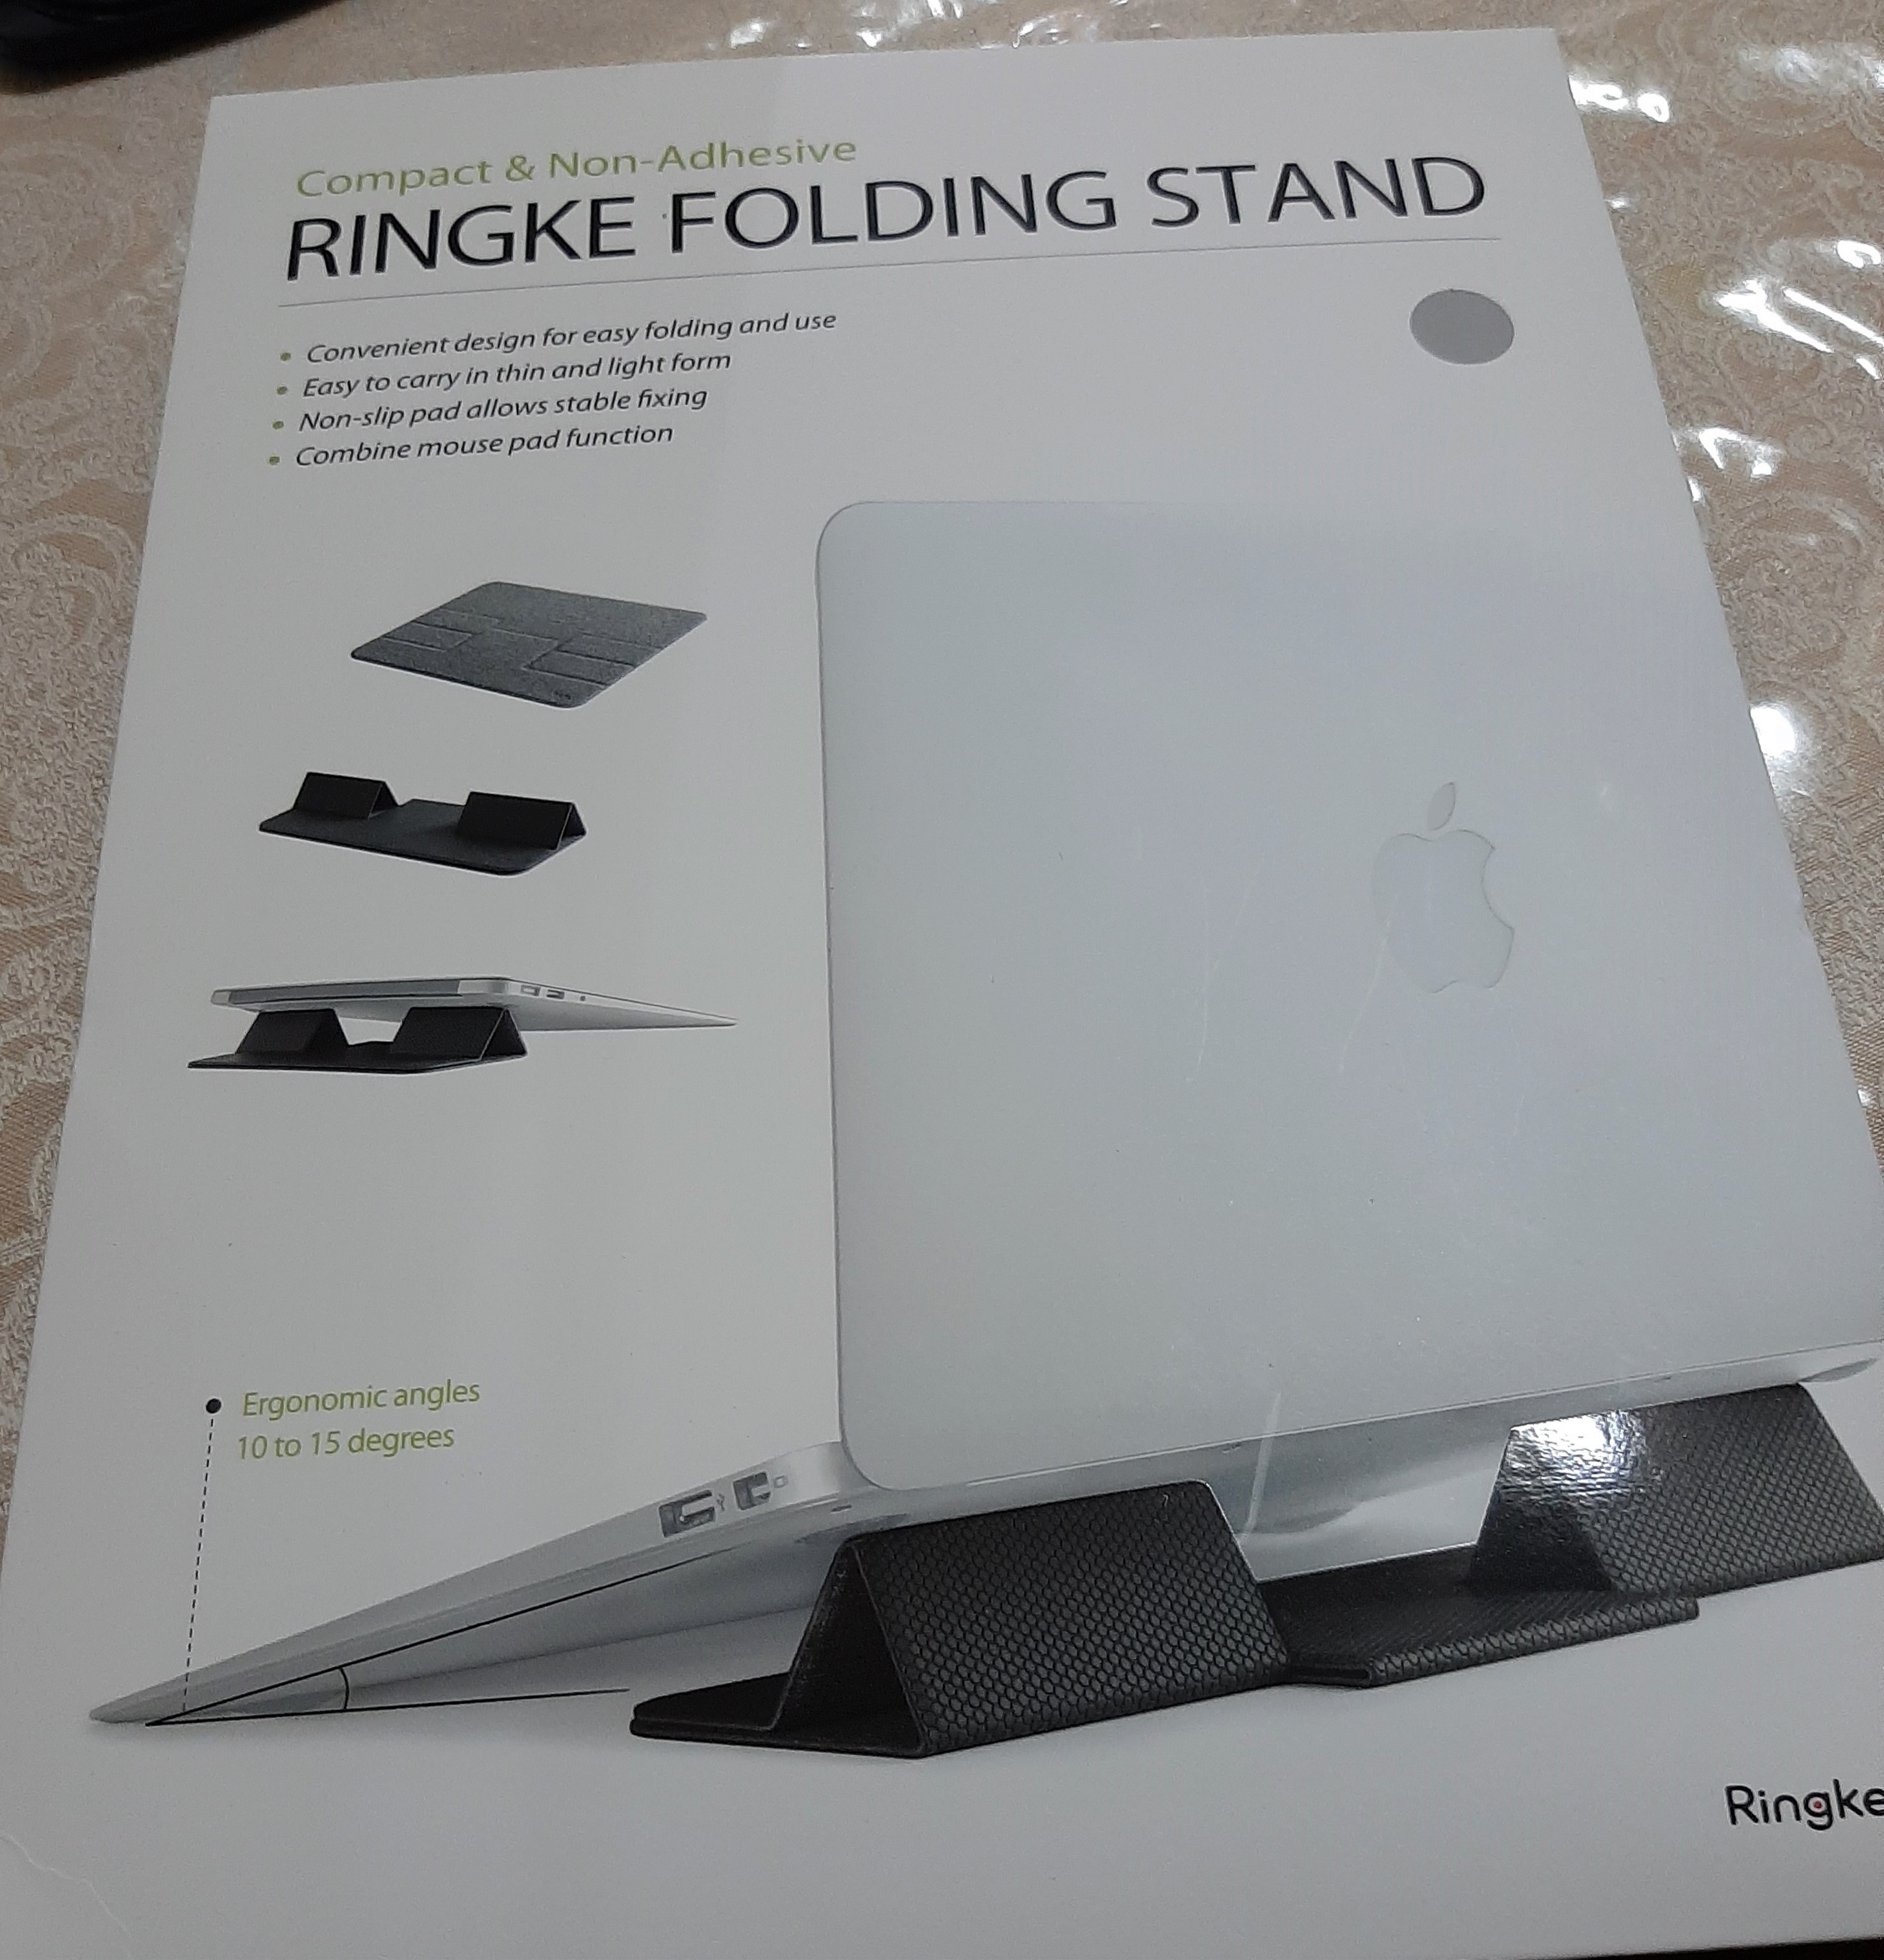 Compact & Non-Adhesive
RINGKE FOLDING STAND
• Convenient design for easy folding and use
• Easy to carry in thin and light form
• Non-slip pad allows stable fixing
• Combine mouse pad function
Ergonomic angles
10 to 15 degrees
Ringke